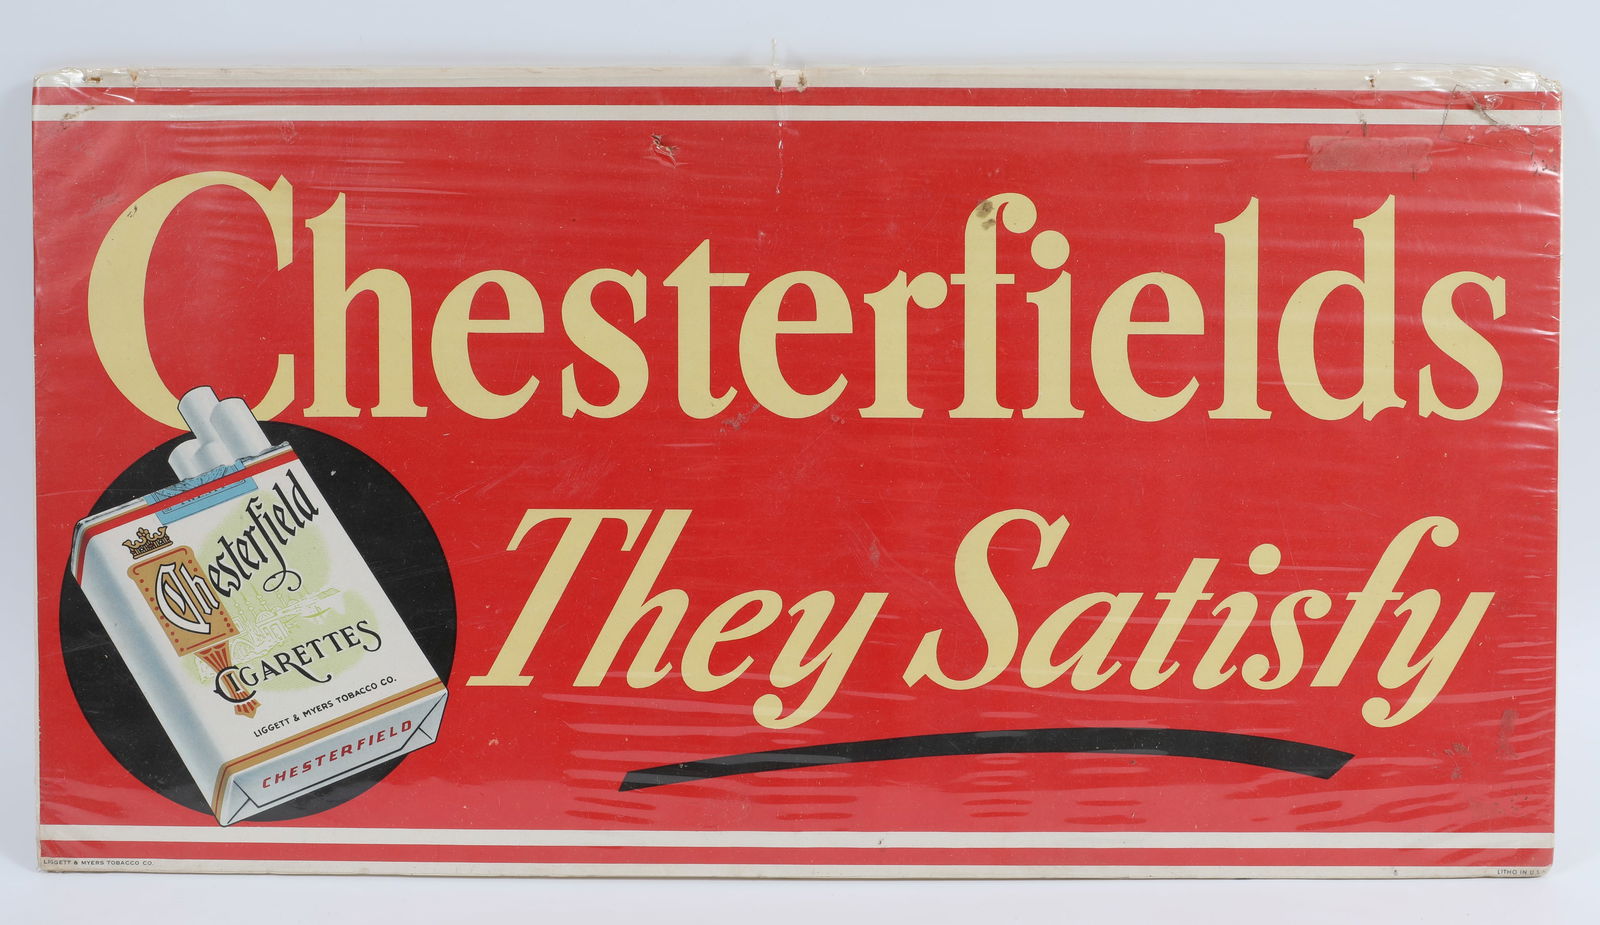 Chesterfields
They Satisfy
Chesterfield
CIGARETTES
LIGGETT & MYERS TOBACCO CO.
CHESTERFIELD
LIGGETT & MYERS TOBACCO CO.
LITHO IN U.S.